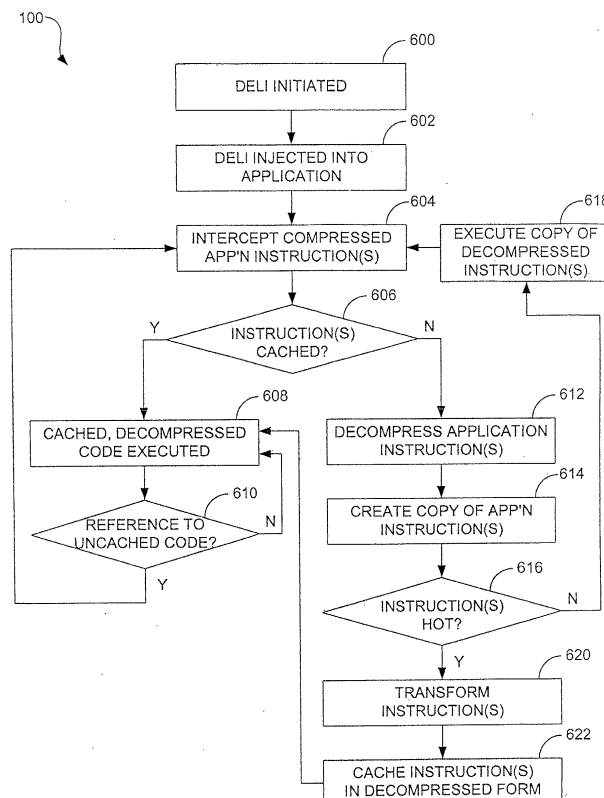 100
600
DELI INITIATED
602
DELI INJECTED INTO
APPLICATION
604
INTERCEPT COMPRESSED
APP'N INSTRUCTION(S)
618
EXECUTE COPY OF
DECOMPRESSED
INSTRUCTION(S)
606
INSTRUCTION(S)
CACHED?
Y
N
608
CACHED, DECOMPRESSED
CODE EXECUTED
610
REFERENCE TO
UNCACHED CODE?
N
Y
612
DECOMPRESS APPLICATION
INSTRUCTION(S)
614
CREATE COPY OF APP'N
INSTRUCTION(S)
616
INSTRUCTION(S)
HOT?
N
Y
620
TRANSFORM
INSTRUCTION(S)
622
CACHE INSTRUCTION(S)
IN DECOMPRESSED FORM